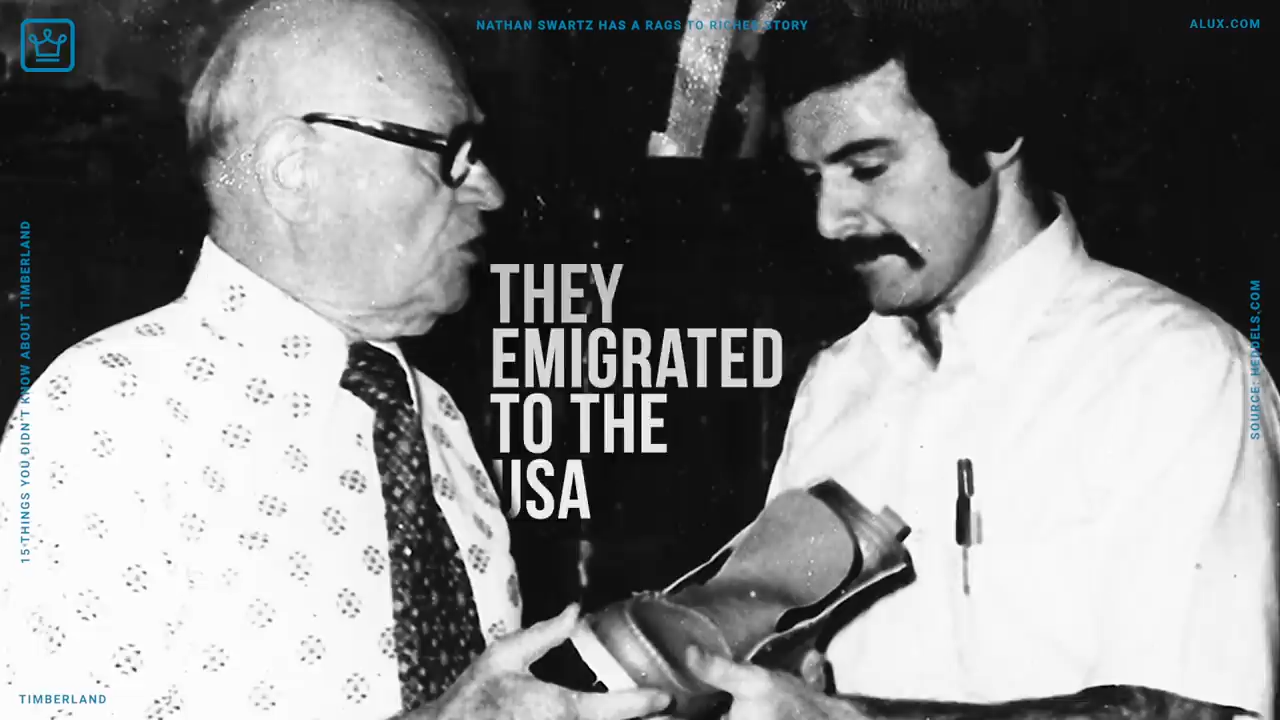 NATHAN SWARTZ HAS A RAGS TO RICHES STORY
ALUX.COM
15 THINGS YOU DIDN'T KNOW ABOUT TIMBERLAND
THEY
EMIGRATED
TO THE
USA
SOURCE: HEDDELS.COM
TIMBERLAND